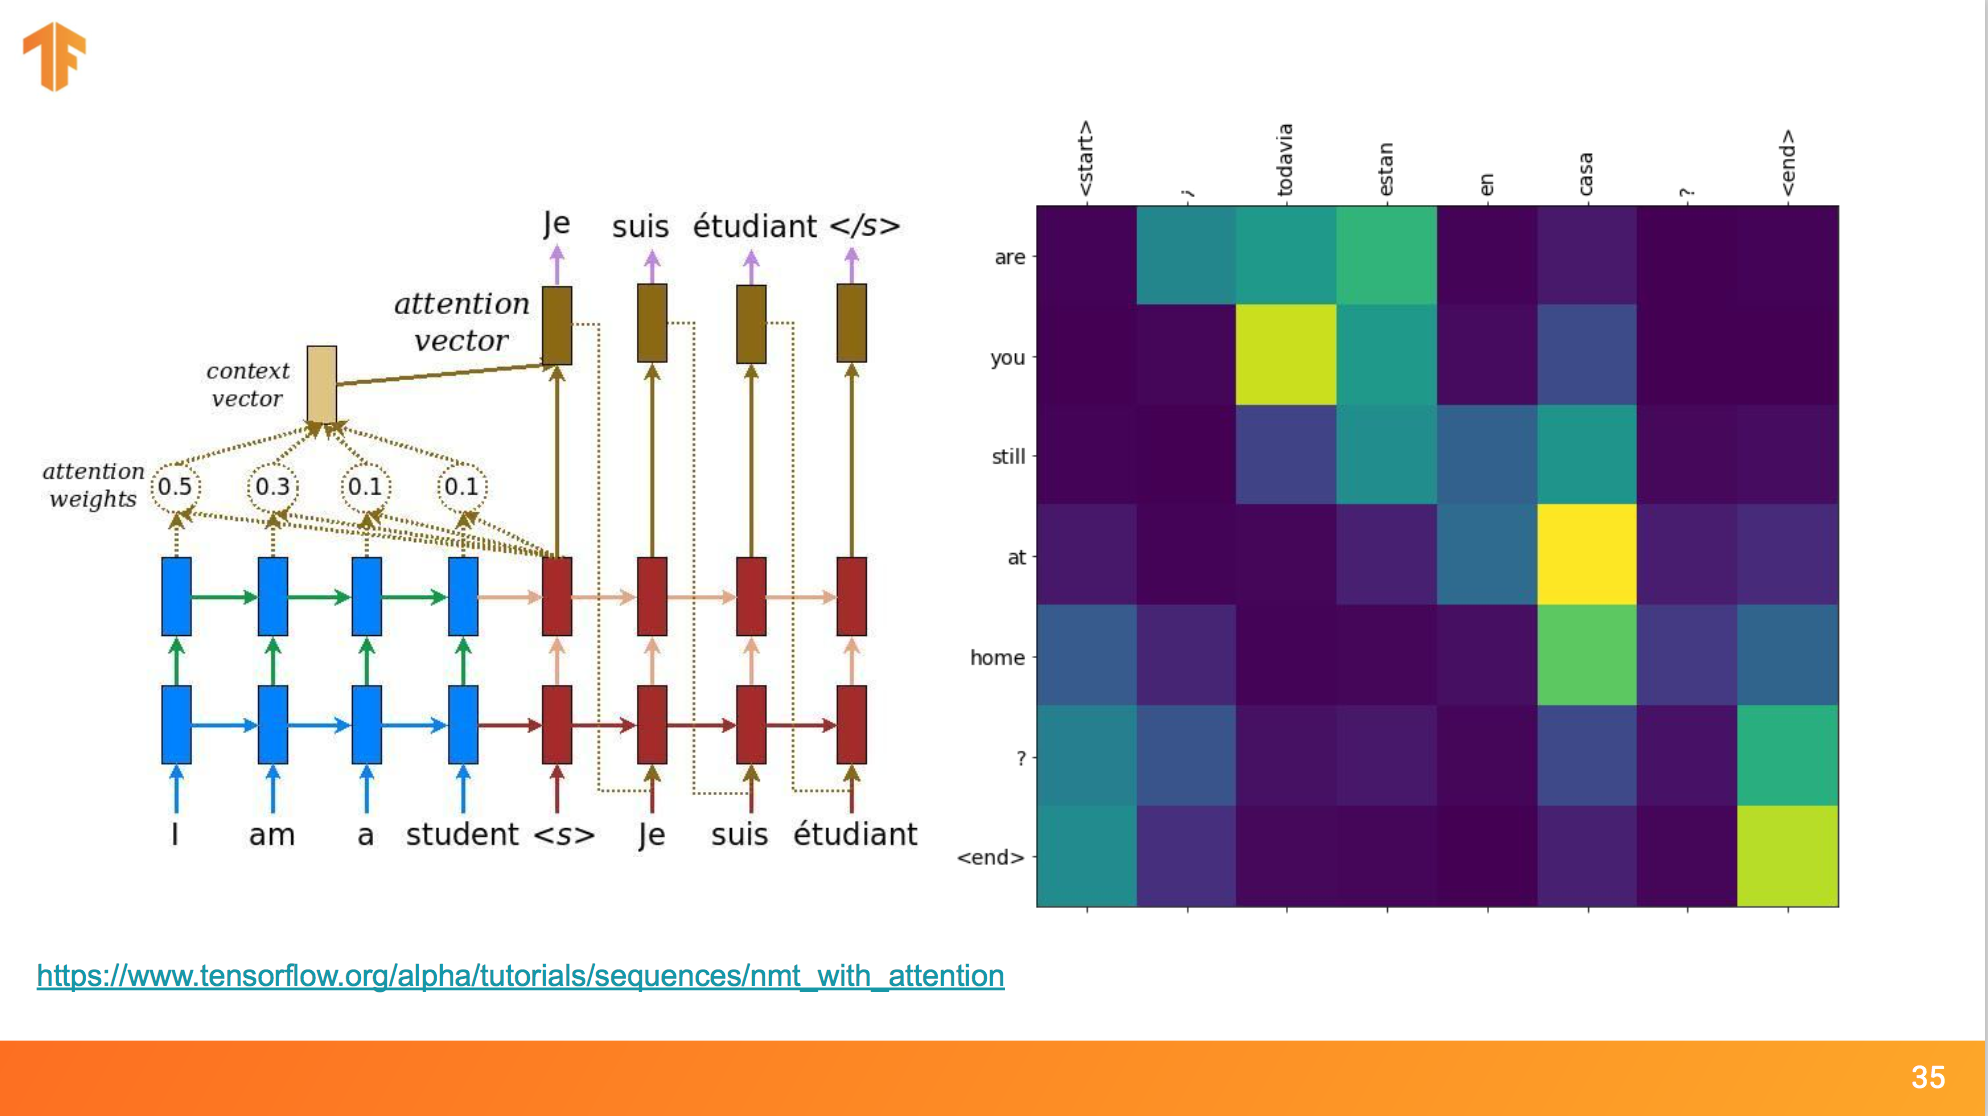 Je suis étudiant </s>
attention
vector
context
vector
attention
weights
0.5 0.3 0.1 0.1
I am a student <s> Je suis étudiant
<start> ¿ todavia estan en casa ? <end>
are
you
still
at
home
?
<end>
https://www.tensorflow.org/alpha/tutorials/sequences/nmt_with_attention
35